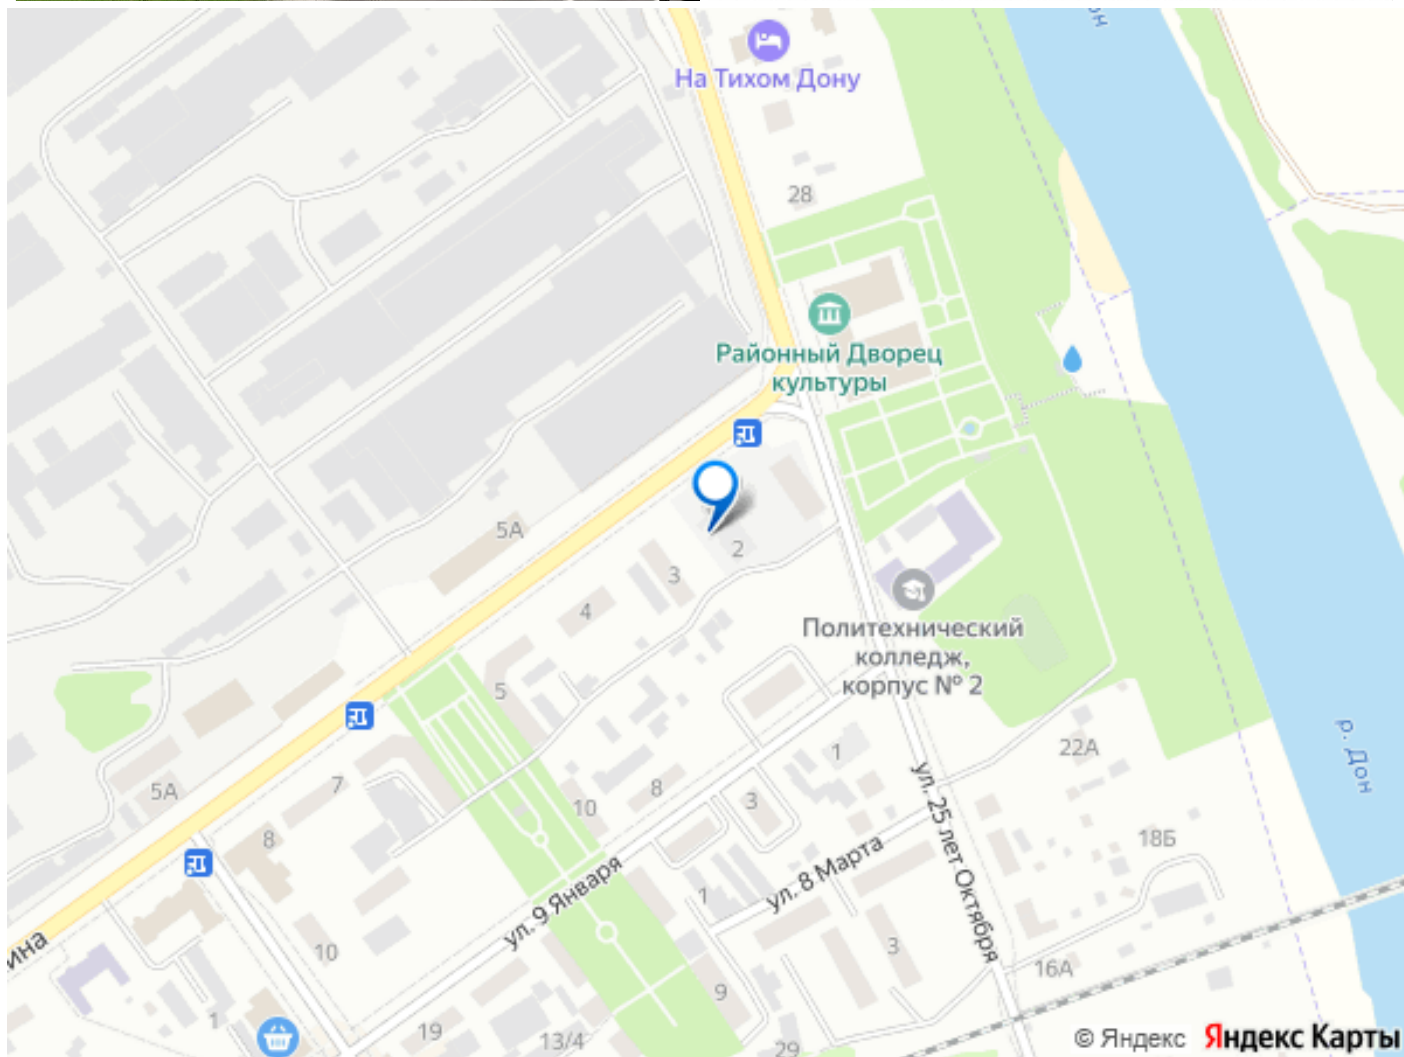 Дон
На Тихом Дону
28
Районный Дворец
культуры
5А
2
3
4
Политехнический
колледж,
корпус № 2
5
22А
р. Дон
1
7
5А
8
3
10
ул. 25 лет Октября
18Б
8
ул. 8 Марта
ул. 9 Января
1
ина
10
3
16А
9
1
19
13/4
29
© Яндекс Яндекс Карты